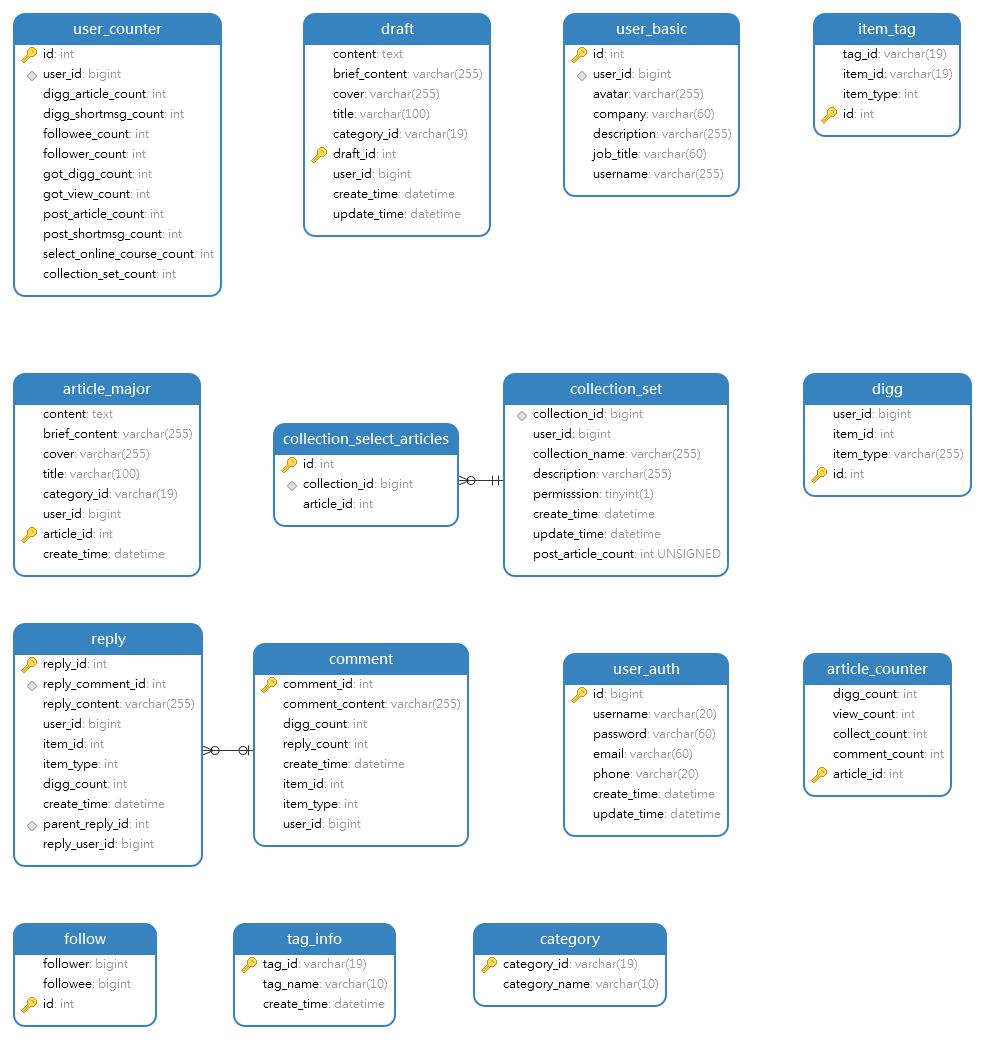 user_counter
id: int
user_id: bigint
digg_article_count: int
digg_shortmsg_count: int
followee_count: int
follower_count: int
got_digg_count: int
got_view_count: int
post_article_count: int
post_shortmsg_count: int
select_online_course_count: int
collection_set_count: int
draft
content: text
brief_content: varchar(255)
cover: varchar(255)
title: varchar(100)
category_id: varchar(19)
draft_id: int
user_id: bigint
create_time: datetime
update_time: datetime
user_basic
id: int
user_id: bigint
avatar: varchar(255)
company: varchar(60)
description: varchar(255)
job_title: varchar(60)
username: varchar(255)
item_tag
tag_id: varchar(19)
item_id: varchar(19)
item_type: int
id: int
article_major
content: text
brief_content: varchar(255)
cover: varchar(255)
title: varchar(100)
category_id: varchar(19)
user_id: bigint
article_id: int
create_time: datetime
collection_select_articles
id: int
collection_id: bigint
article_id: int
collection_set
collection_id: bigint
user_id: bigint
collection_name: varchar(255)
description: varchar(255)
permisssion: tinyint(1)
create_time: datetime
update_time: datetime
post_article_count: int UNSIGNED
digg
user_id: bigint
item_id: int
item_type: varchar(255)
id: int
reply
reply_id: int
reply_comment_id: int
reply_content: varchar(255)
user_id: bigint
item_id: int
item_type: int
digg_count: int
create_time: datetime
parent_reply_id: int
reply_user_id: bigint
comment
comment_id: int
comment_content: varchar(255)
digg_count: int
reply_count: int
create_time: datetime
item_id: int
item_type: int
user_id: bigint
user_auth
id: bigint
username: varchar(20)
password: varchar(60)
email: varchar(60)
phone: varchar(20)
create_time: datetime
update_time: datetime
article_counter
digg_count: int
view_count: int
collect_count: int
comment_count: int
article_id: int
follow
follower: bigint
followee: bigint
id: int
tag_info
tag_id: varchar(19)
tag_name: varchar(10)
create_time: datetime
category
category_id: varchar(19)
category_name: varchar(10)